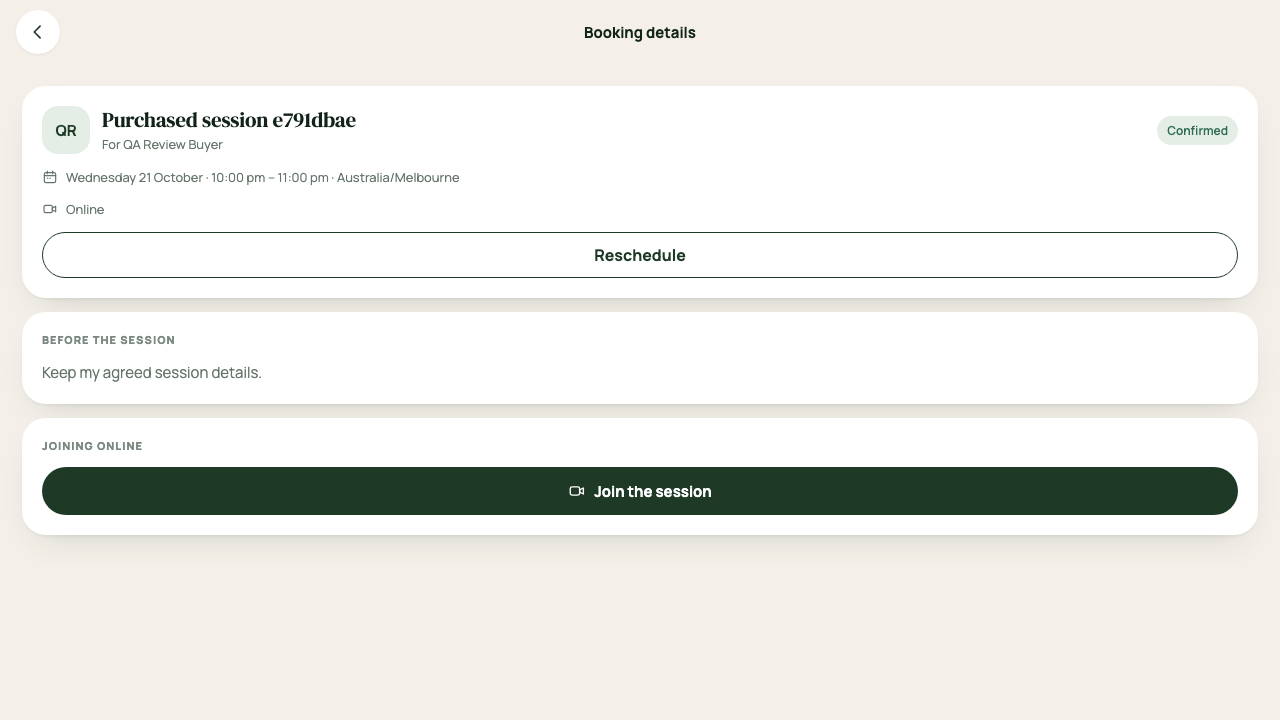 Booking details
QR
Purchased session e791dbae
For QA Review Buyer
Confirmed
Wednesday 21 October · 10:00 pm – 11:00 pm · Australia/Melbourne
Online
Reschedule
BEFORE THE SESSION
Keep my agreed session details.
JOINING ONLINE
Join the session